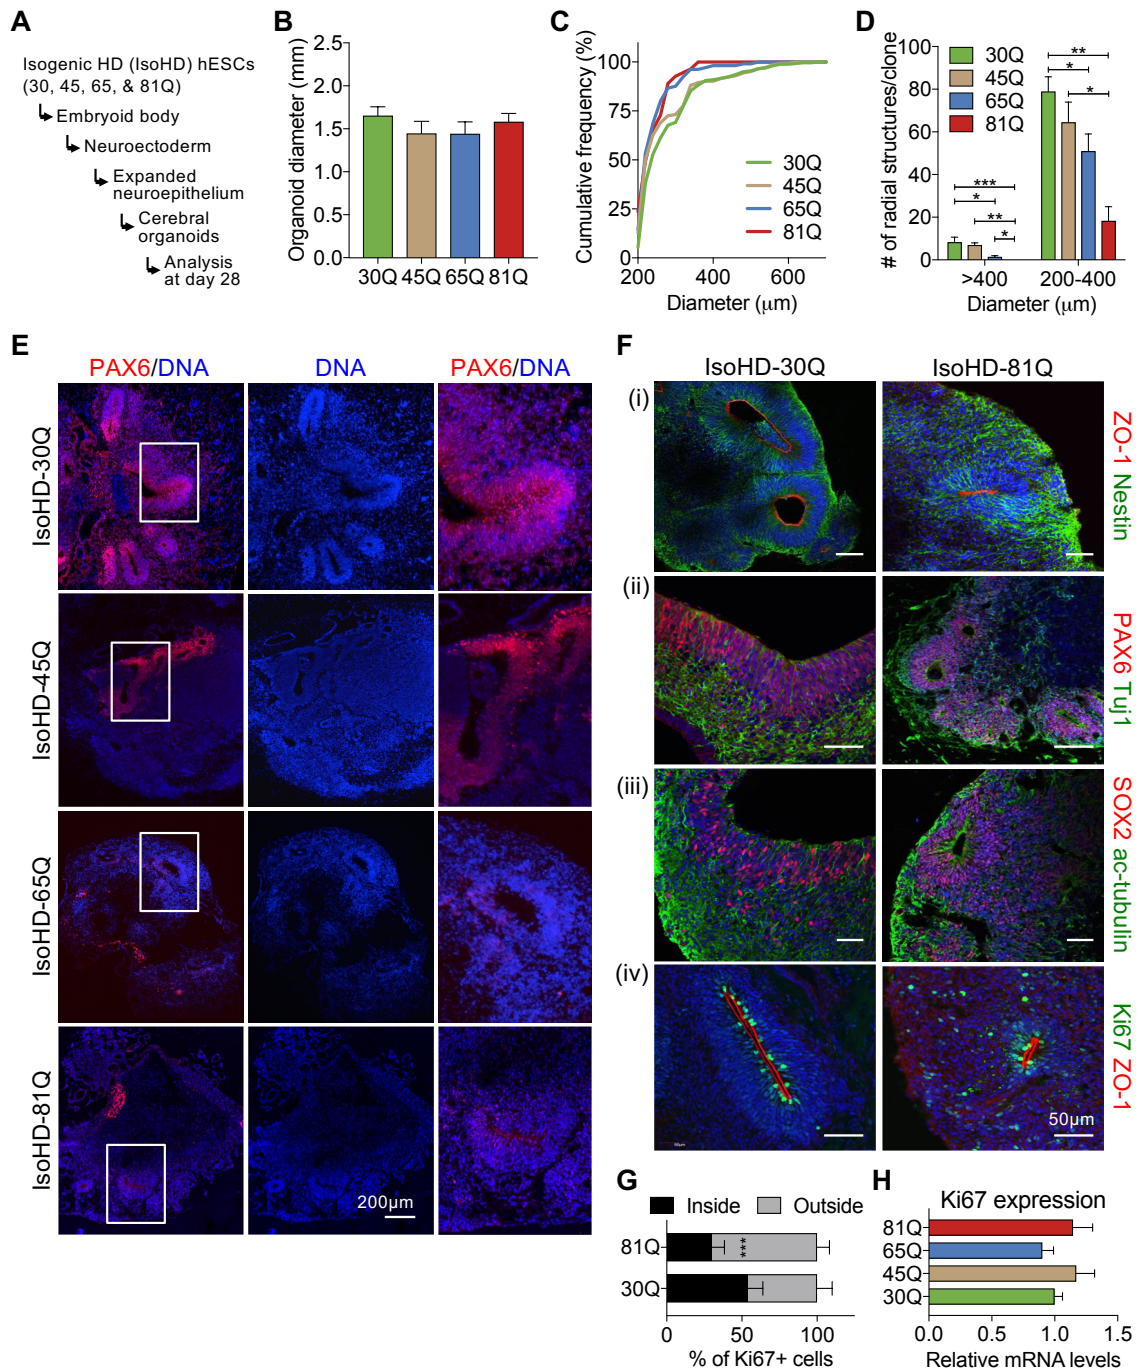 A
Isogenic HD (IsoHD) hESCs
(30, 45, 65, & 81Q)
Embryoid body
Neuroectoderm
Expanded
neuroepithelium
Cerebral
organoids
Analysis
at day 28
B
Organoid diameter (mm)
2.5
2.0
1.5
1.0
0.5
0.0
30Q 45Q 65Q 81Q
C
Cumulative frequency (%)
100
75
50
25
0
30Q
45Q
65Q
81Q
200 400 600
Diameter (μm)
D
# of radial structures/clone
100
80
60
40
20
0
30Q
45Q
65Q
81Q
***
*
**
*
**
*
*
>400 200-400
Diameter (μm)
E
PAX6/DNA DNA PAX6/DNA
IsoHD-30Q
IsoHD-45Q
IsoHD-65Q
IsoHD-81Q
200μm
F
IsoHD-30Q IsoHD-81Q
(i)
ZO-1 Nestin
(ii)
PAX6 Tuj1
(iii)
SOX2 ac-tubulin
(iv)
Ki67 ZO-1
50μm
G
Inside Outside
81Q
***
30Q
0 50 100
% of Ki67+ cells
H
Ki67 expression
81Q
65Q
45Q
30Q
0.0 0.5 1.0 1.5
Relative mRNA levels